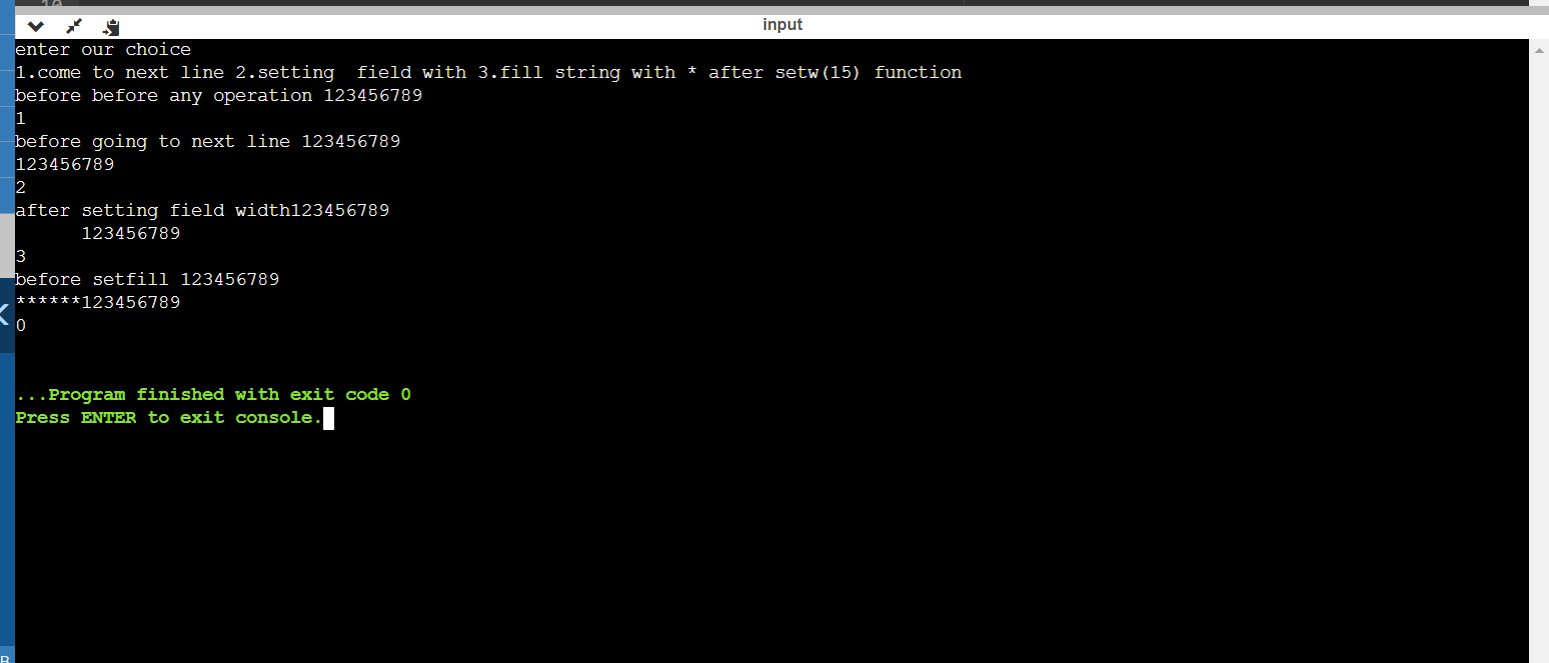 input
enter our choice
1.come to next line 2.setting  field with 3.fill string with * after setw(15) function
before before any operation 123456789
1
before going to next line 123456789
123456789
2
after setting field width123456789
      123456789
3
before setfill 123456789
******123456789
0
...Program finished with exit code 0
Press ENTER to exit console.